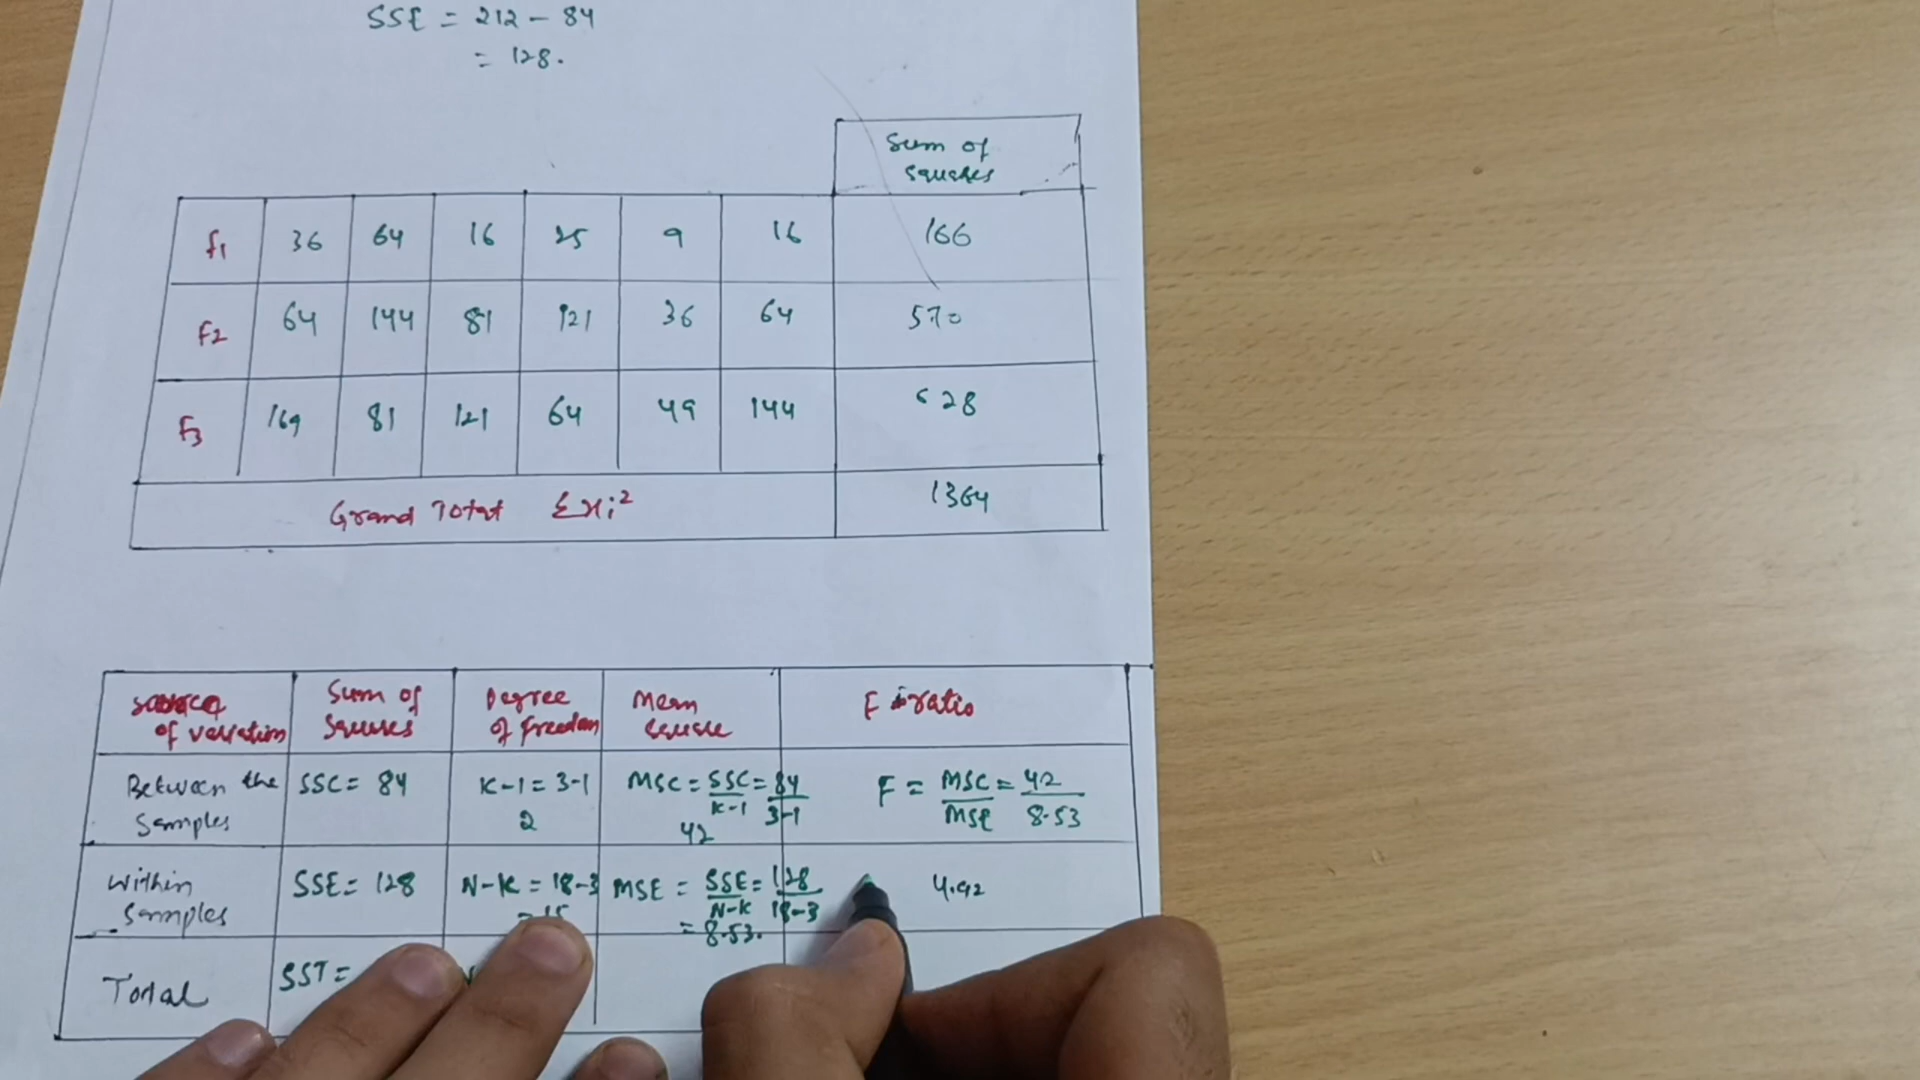 SSE = 212 - 84
= 128.
Sum of
squares
f1 36 64 16 25 9 16 166
F2 64 144 81 121 36 64 570
F3 169 81 121 64 49 144 628
Grand Total Σxi² 1364
of variation
Sum of
Squares
Degree
of freedom
Mean
square
F ratio
Between the
Samples
SSC = 84
K-1 = 3-1
2
MSC = SSC/K-1 = 84/3-1
42
F = MSC/MSE = 42/8.53
Within
Samples
SSE = 128
N-K = 18-3
= 15
MSE = SSE/N-K = 128/18-3
= 8.53.
4.92
Total
SST =